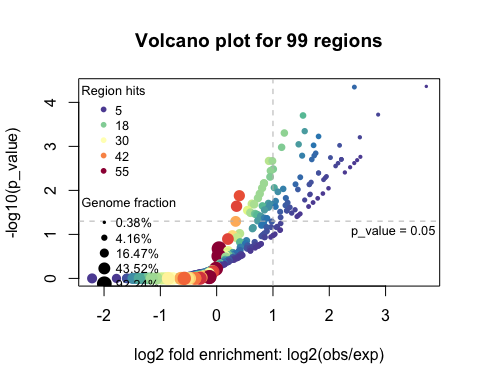 Volcano plot for 99 regions
-log10(p_value)
4
3
2
1
0
Region hits
5
18
30
42
55
Genome fraction
0.38%
4.16%
16.47%
43.52%
92.24%
p_value = 0.05
-2 -1 0 1 2 3
log2 fold enrichment: log2(obs/exp)